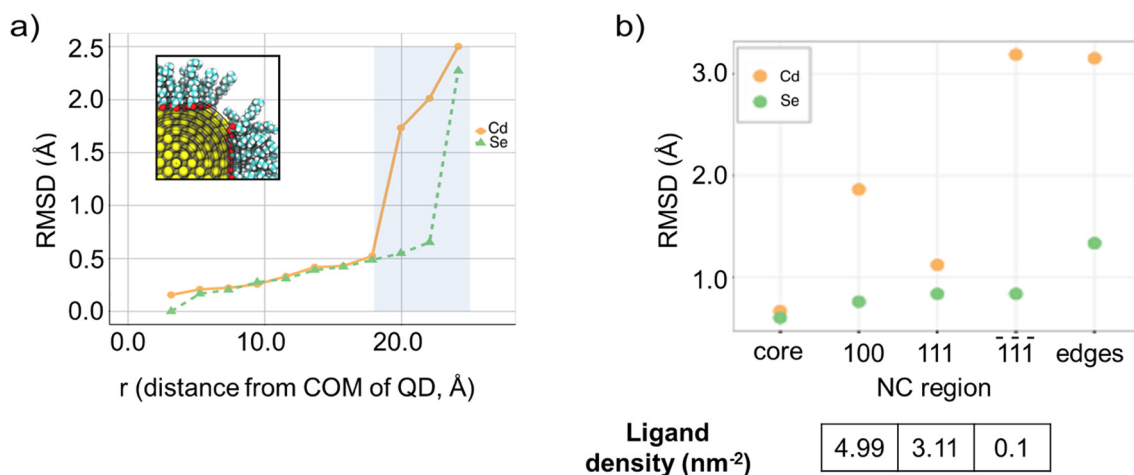 a)
RMSD (Å)
2.5
2.0
1.5
1.0
0.5
0.0
Cd
Se
0.0 10.0 20.0
r (distance from COM of QD, Å)
b)
RMSD (Å)
3.0
2.0
1.0
Cd
Se
core 100 111 1̅1̅1̅ edges
NC region
Ligand
density (nm⁻²)
4.99 3.11 0.1